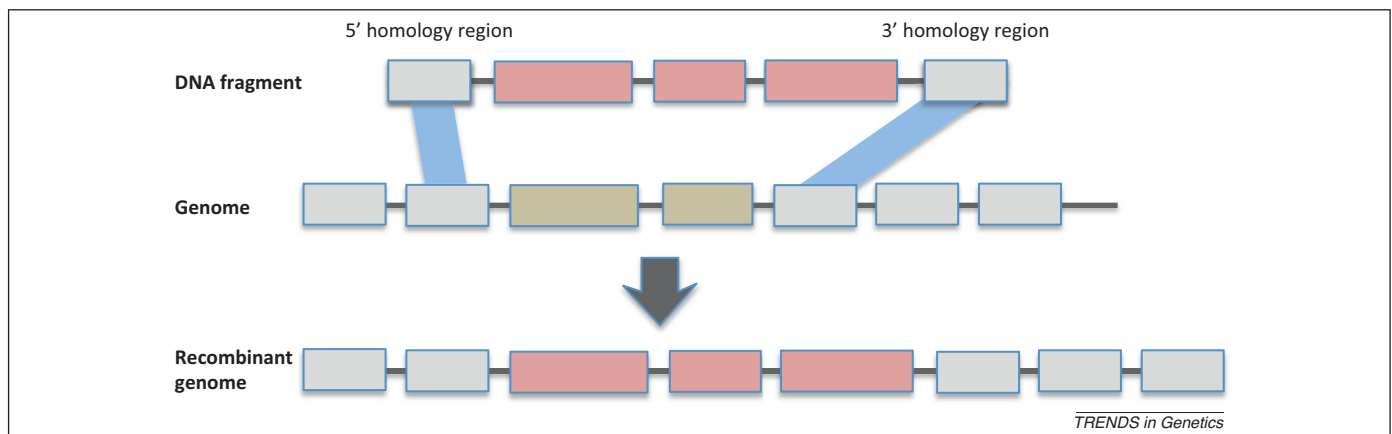 5’ homology region 3’ homology region
DNA fragment
Genome
Recombinant
genome
TRENDS in Genetics